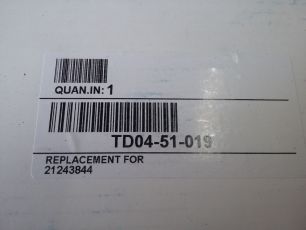 QUAN.IN: 1
TD04-51-019
REPLACEMENT FOR
21243844